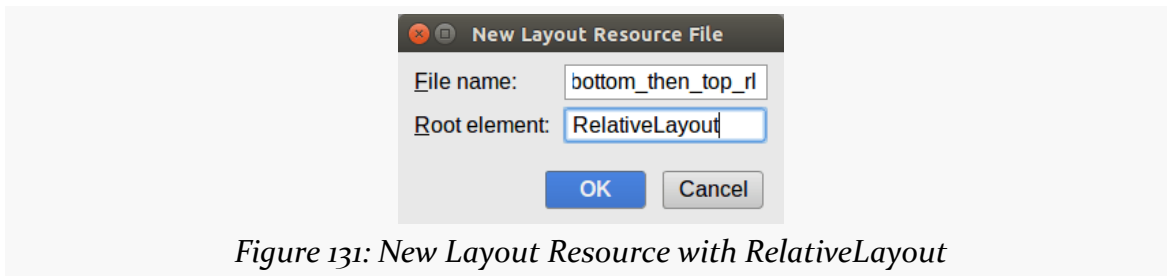 New Layout Resource File
File name: bottom_then_top_rl
Root element: RelativeLayout
OK Cancel
Figure 131: New Layout Resource with RelativeLayout